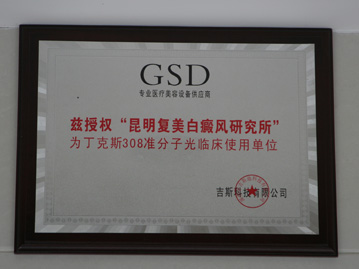 GSD
专业医疗美容设备供应商
兹授权“昆明复美白癜风研究所”
为丁克斯308准分子光临床使用单位
吉斯科技有限公司